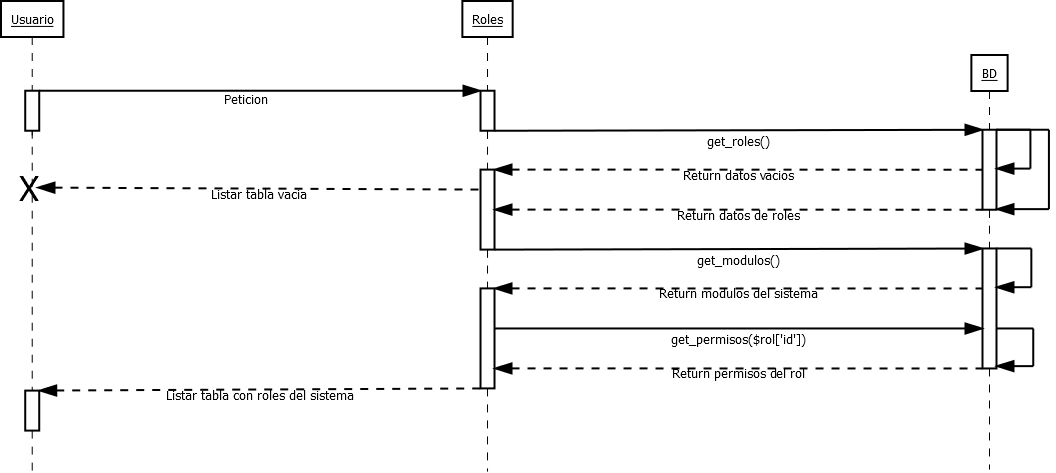 Usuario
Roles
BD
Peticion
get_roles()
Return datos vacios
Listar tabla vacia
Return datos de roles
get_modulos()
Return modulos del sistema
get_permisos($rol['id'])
Return permisos del rol
Listar tabla con roles del sistema